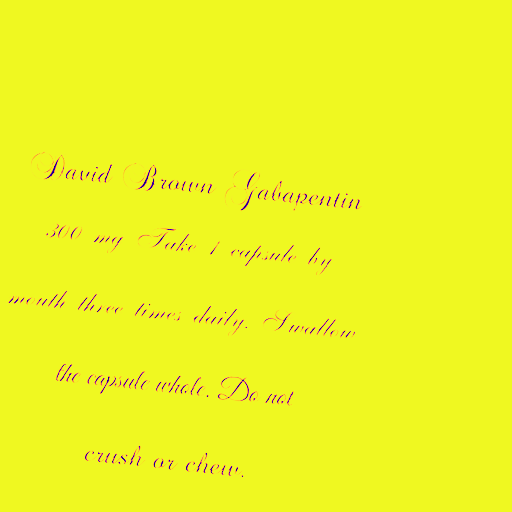 David Brown Gabapentin
300 mg Take 1 capsule by
mouth three times daily. Swallow
the capsule whole. Do not
crush or chew.